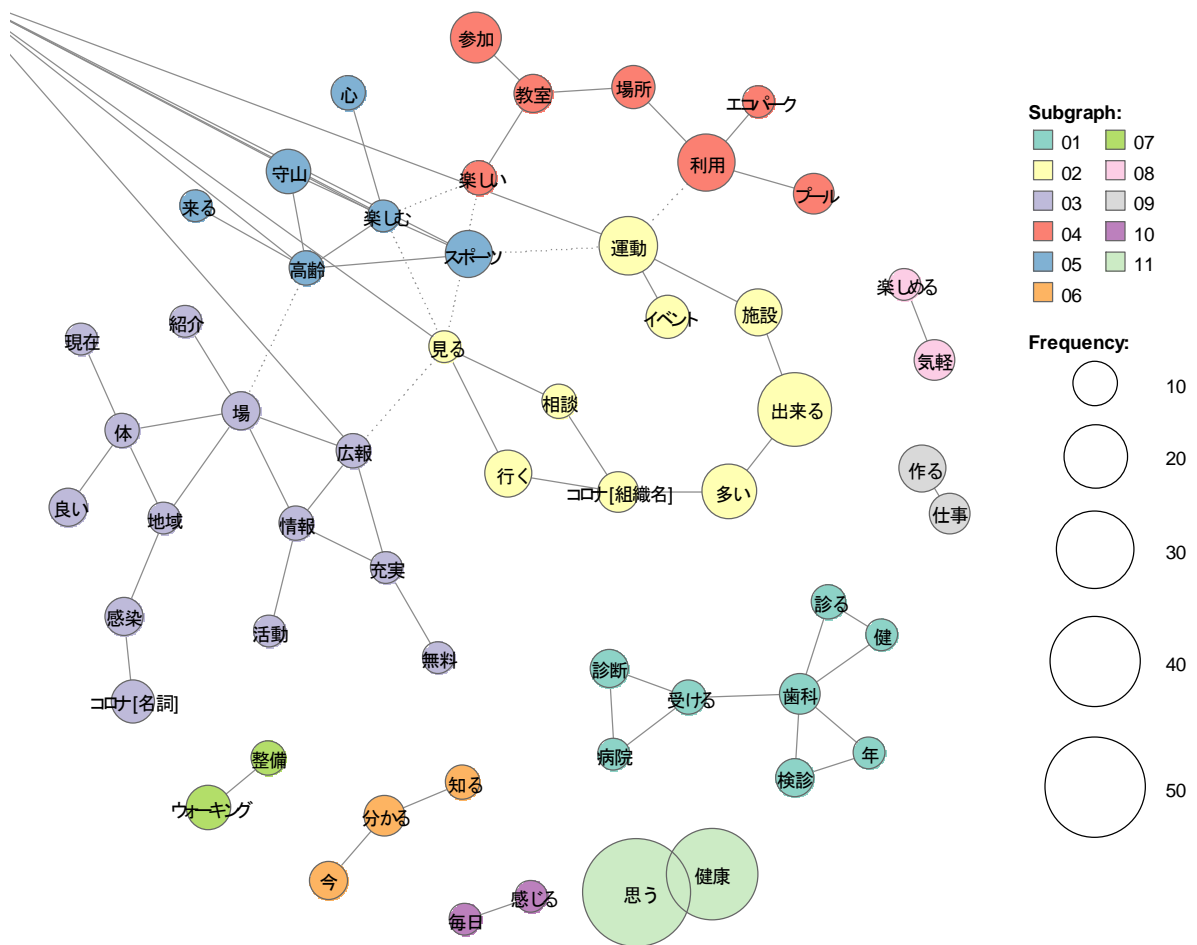 参加
教室
場所
エコパーク
心
利用
プール
守山
楽しい
来る
楽しむ
運動
スポーツ
高齢
イベント
施設
楽しめる
紹介
現在
見る
気軽
場
相談
出来る
体
広報
行く
コロナ[組織名]
多い
作る
仕事
良い
地域
情報
充実
感染
活動
無料
コロナ[名詞]
診る
健
診断
受ける
歯科
病院
検診
年
整備
ウォーキング
知る
分かる
今
毎日
感じる
思う
健康
Subgraph:
01
02
03
04
05
06
07
08
09
10
11
Frequency:
10
20
30
40
50